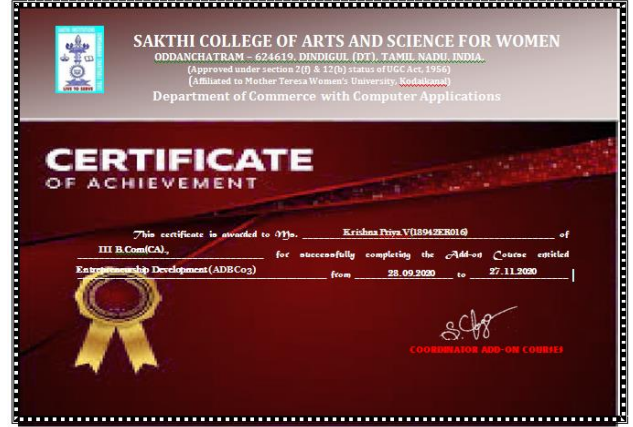 SAKTHI COLLEGE OF ARTS AND SCIENCE FOR WOMEN
ODDANCHATRAM – 624619, DINDIGUL (DT), TAMIL NADU, INDIA.
(Approved under section 2(f) & 12(b) status of UGC Act, 1956)
(Affiliated to Mother Teresa Women's University, Kodaikanal)
Department of Commerce with Computer Applications
LIVE TO SERVE
CERTIFICATE
OF ACHIEVEMENT
This certificate is awarded to Ms. Krishna Priya V(18942ER016) of
III B.Com(CA)., for successfully completing the Add-on Course entitled
Entrepreneurship Development (ADBC03) from 28.09.2020 to 27.11.2020
COORDINATOR ADD-ON COURSES